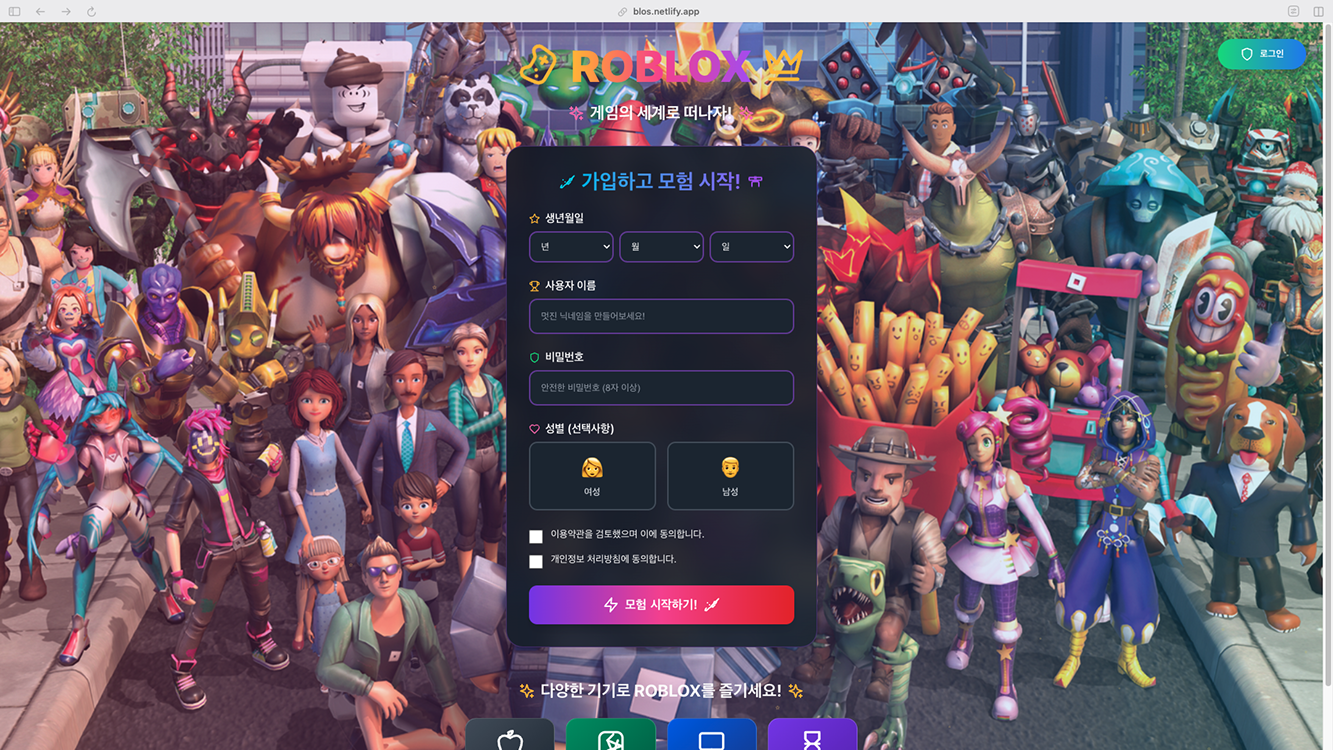 blos.netlify.app
로그인
ROBLOX
게임의 세계로 떠나자!
가입하고 모험 시작!
생년월일
년 월 일
사용자 이름
멋진 닉네임을 만들어보세요!
비밀번호
안전한 비밀번호 (8자 이상)
성별 (선택사항)
여성 남성
이용약관을 검토했으며 이에 동의합니다.
개인정보 처리방침에 동의합니다.
모험 시작하기!
다양한 기기로 ROBLOX를 즐기세요!